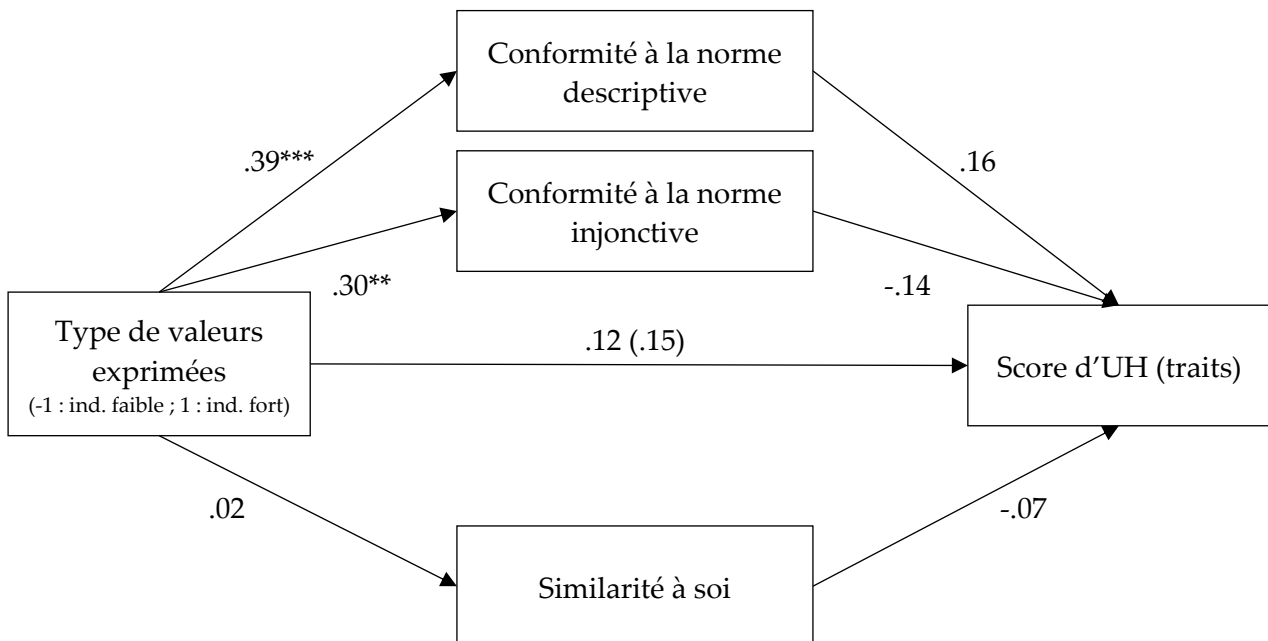 Conformité à la norme
descriptive
.39***
.16
Conformité à la norme
injonctive
.30**
-.14
Type de valeurs
exprimées
(-1 : ind. faible ; 1 : ind. fort)
.12 (.15)
Score d’UH (traits)
.02
-.07
Similarité à soi